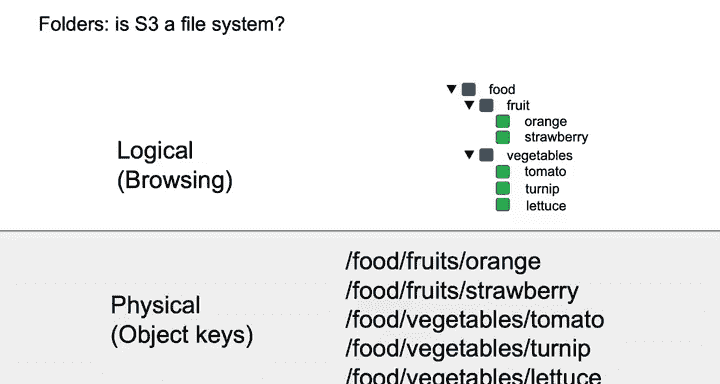 Folders: is S3 a file system?
food
fruit
orange
strawberry
vegetables
tomato
turnip
lettuce
Logical
(Browsing)
Physical
(Object keys)
/food/fruits/orange
/food/fruits/strawberry
/food/vegetables/tomato
/food/vegetables/turnip
/food/vegetables/lettuce